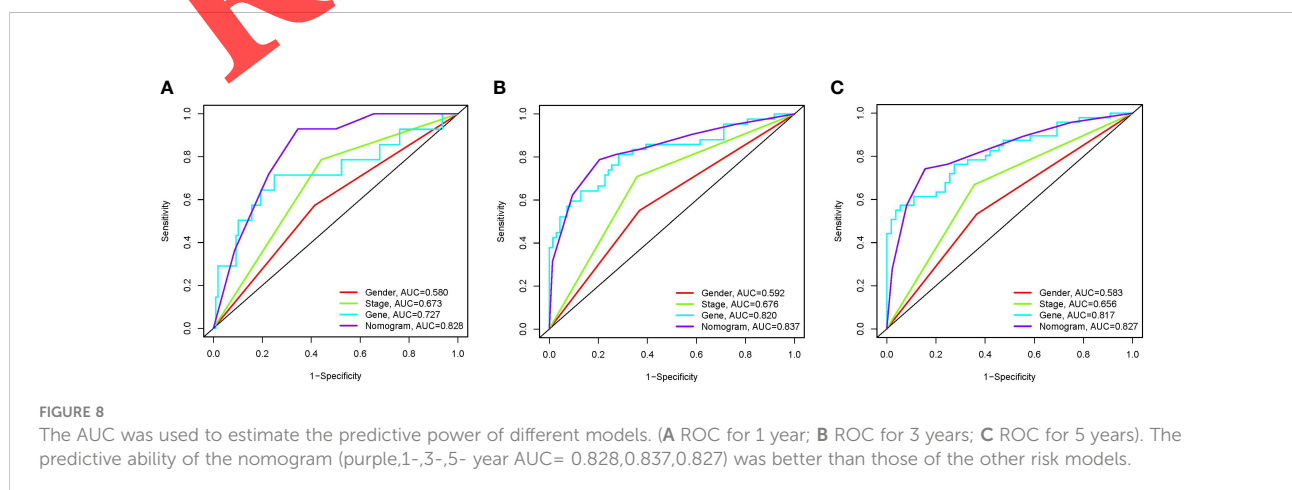 R
A
B
C
Sensitivity
0.0 0.2 0.4 0.6 0.8 1.0
Gender, AUC=0.580
Stage, AUC=0.673
Gene, AUC=0.727
Nomogram, AUC=0.828
0.0 0.2 0.4 0.6 0.8 1.0
1−Specificity
Sensitivity
0.0 0.2 0.4 0.6 0.8 1.0
Gender, AUC=0.592
Stage, AUC=0.676
Gene, AUC=0.820
Nomogram, AUC=0.837
0.0 0.2 0.4 0.6 0.8 1.0
1−Specificity
Sensitivity
0.0 0.2 0.4 0.6 0.8 1.0
Gender, AUC=0.583
Stage, AUC=0.656
Gene, AUC=0.817
Nomogram, AUC=0.827
0.0 0.2 0.4 0.6 0.8 1.0
1−Specificity
FIGURE 8
The AUC was used to estimate the predictive power of different models. (A ROC for 1 year; B ROC for 3 years; C ROC for 5 years). The
predictive ability of the nomogram (purple,1-,3-,5- year AUC= 0.828,0.837,0.827) was better than those of the other risk models.